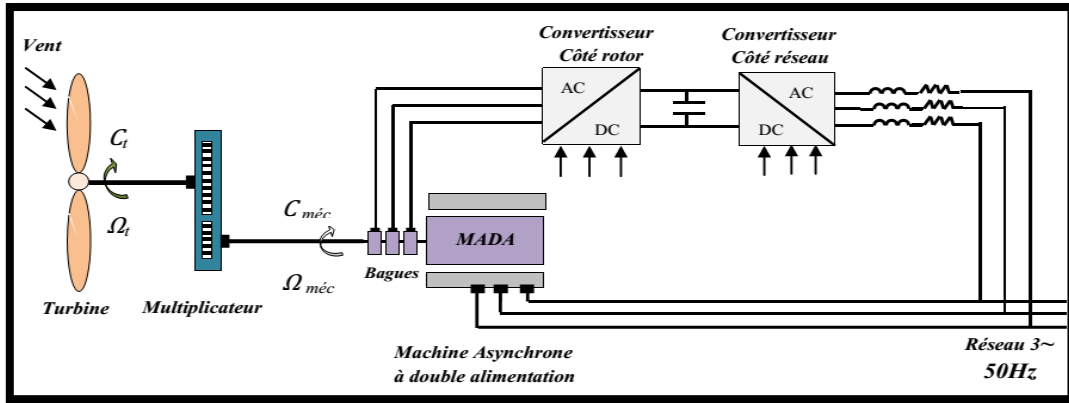 Vent
Convertisseur
Côté rotor
Convertisseur
Côté réseau
AC
DC
AC
DC
Ct
Ωt
C méc
Ω méc
MADA
Bagues
Turbine
Multiplicateur
Machine Asynchrone
à double alimentation
Réseau 3~
50Hz